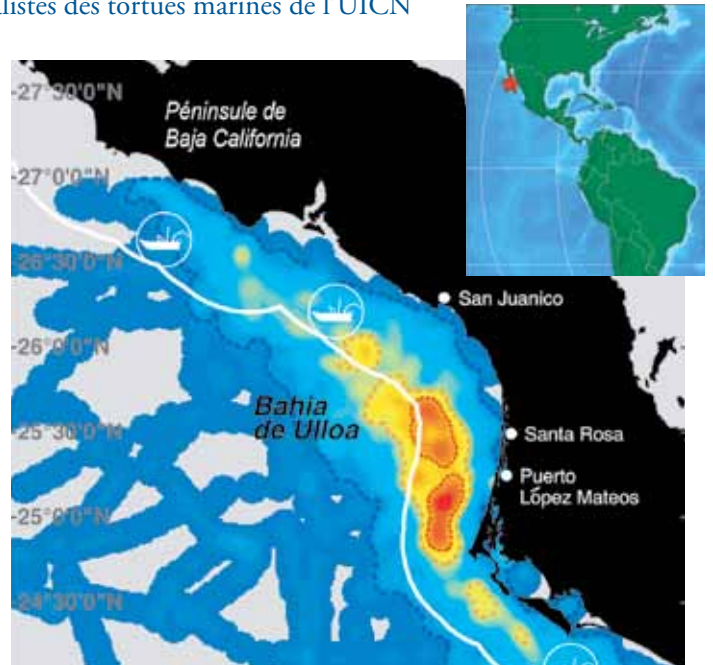 alistes des tortues marines de l'UICN
27°30'0"N
Péninsule de
Baja California
27°0'0"N
26°30'0"N
San Juanico
26°0'0"N
Bahia
de Ulloa
25°30'0"N
Santa Rosa
Puerto
López Mateos
25°0'0"N
24°30'0"N